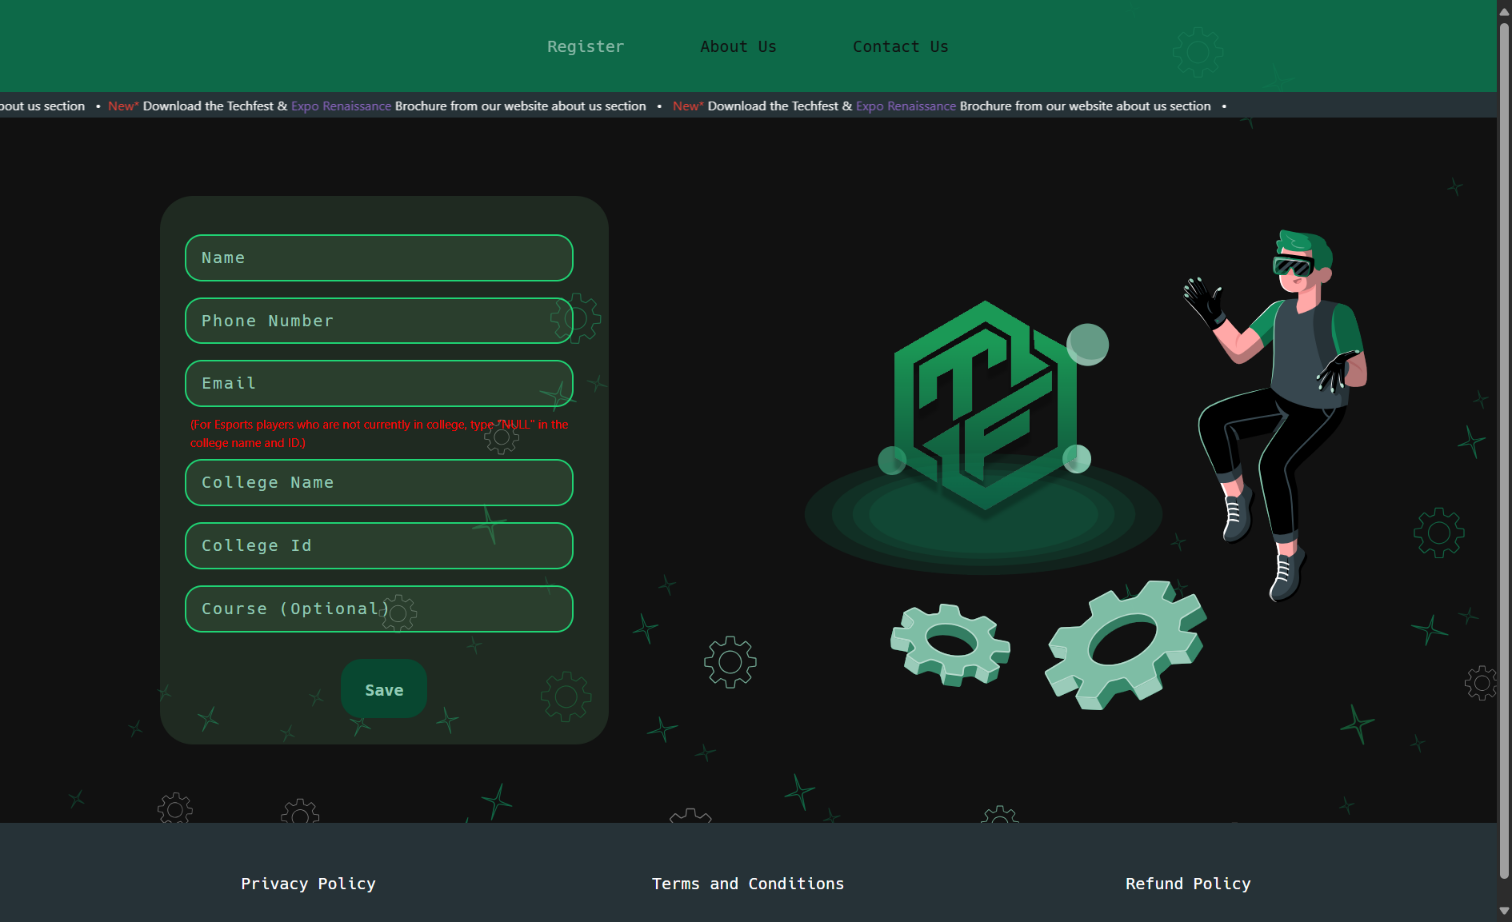 Register About Us Contact Us
bout us section • New* Download the Techfest & Expo Renaissance Brochure from our website about us section • New* Download the Techfest & Expo Renaissance Brochure from our website about us section •
Name
Phone Number
Email
(For Esports players who are not currently in college, type "NULL" in the
college name and ID.)
College Name
College Id
Course (Optional)
Save
TF
Privacy Policy Terms and Conditions Refund Policy